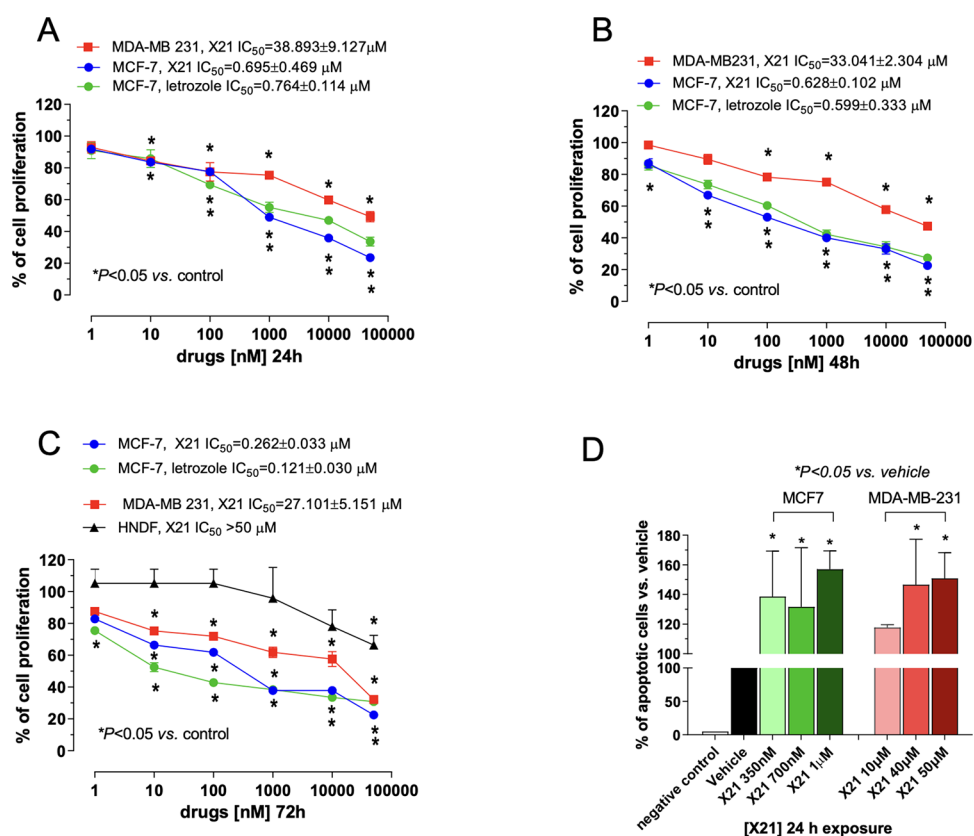 A
MDA-MB 231, X21 IC50=38.893±9.127µM
MCF-7, X21 IC50=0.695±0.469 µM
MCF-7, letrozole IC50=0.764±0.114 µM
% of cell proliferation
120
100
80
60
40
20
0
* * * * *
* * * * *
* * * *
*P<0.05 vs. control
1 10 100 1000 10000 100000
drugs [nM] 24h
B
MDA-MB231, X21 IC50=33.041±2.304 µM
MCF-7, X21 IC50=0.628±0.102 µM
MCF-7, letrozole IC50=0.599±0.333 µM
% of cell proliferation
120
100
80
60
40
20
0
* * * *
* * * * * *
* * * * *
*P<0.05 vs. control
1 10 100 1000 10000 100000
drugs [nM] 48h
C
MCF-7, X21 IC50=0.262±0.033 µM
MCF-7, letrozole IC50=0.121±0.030 µM
MDA-MB 231, X21 IC50=27.101±5.151 µM
HNDF, X21 IC50 >50 µM
% of cell proliferation
120
100
80
60
40
20
0
* * * * *
* * * * *
* * * * * *
*P<0.05 vs. control
1 10 100 1000 10000 100000
drugs [nM] 72h
D
*P<0.05 vs. vehicle
MCF7 MDA-MB-231
% of apoptotic cells vs. vehicle
180
160
140
120
100
50
0
* * * * *
negative control
Vehicle
X21 350nM
X21 700nM
X21 1µM
X21 10µM
X21 40µM
X21 50µM
[X21] 24 h exposure